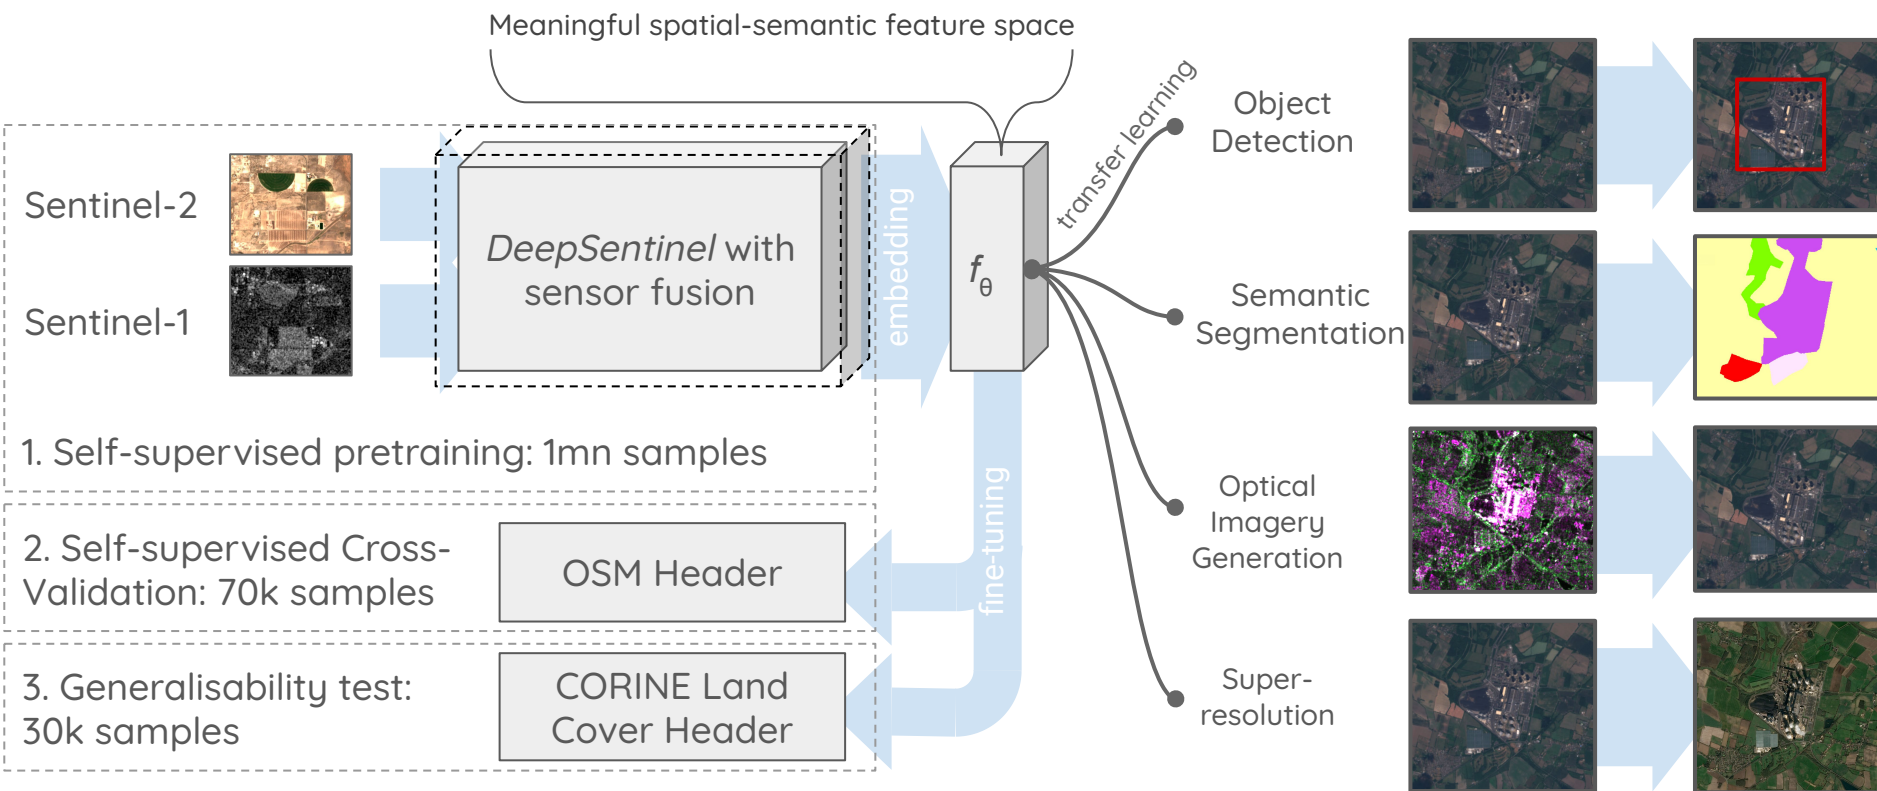 Meaningful spatial-semantic feature space
Sentinel-2
Sentinel-1
DeepSentinel with
sensor fusion
embedding
fθ
transfer learning
1. Self-supervised pretraining: 1mn samples
2. Self-supervised Cross-
Validation: 70k samples
OSM Header
3. Generalisability test:
30k samples
CORINE Land
Cover Header
fine-tuning
Object
Detection
Semantic
Segmentation
Optical
Imagery
Generation
Super-
resolution